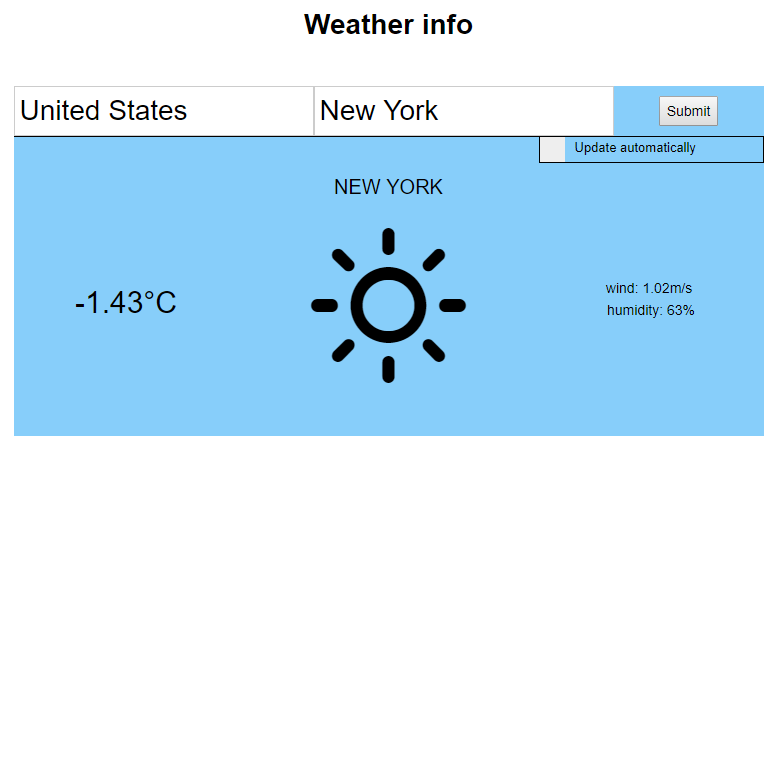 Weather info
United States New York Submit
Update automatically
NEW YORK
-1.43°C
wind: 1.02m/s
humidity: 63%